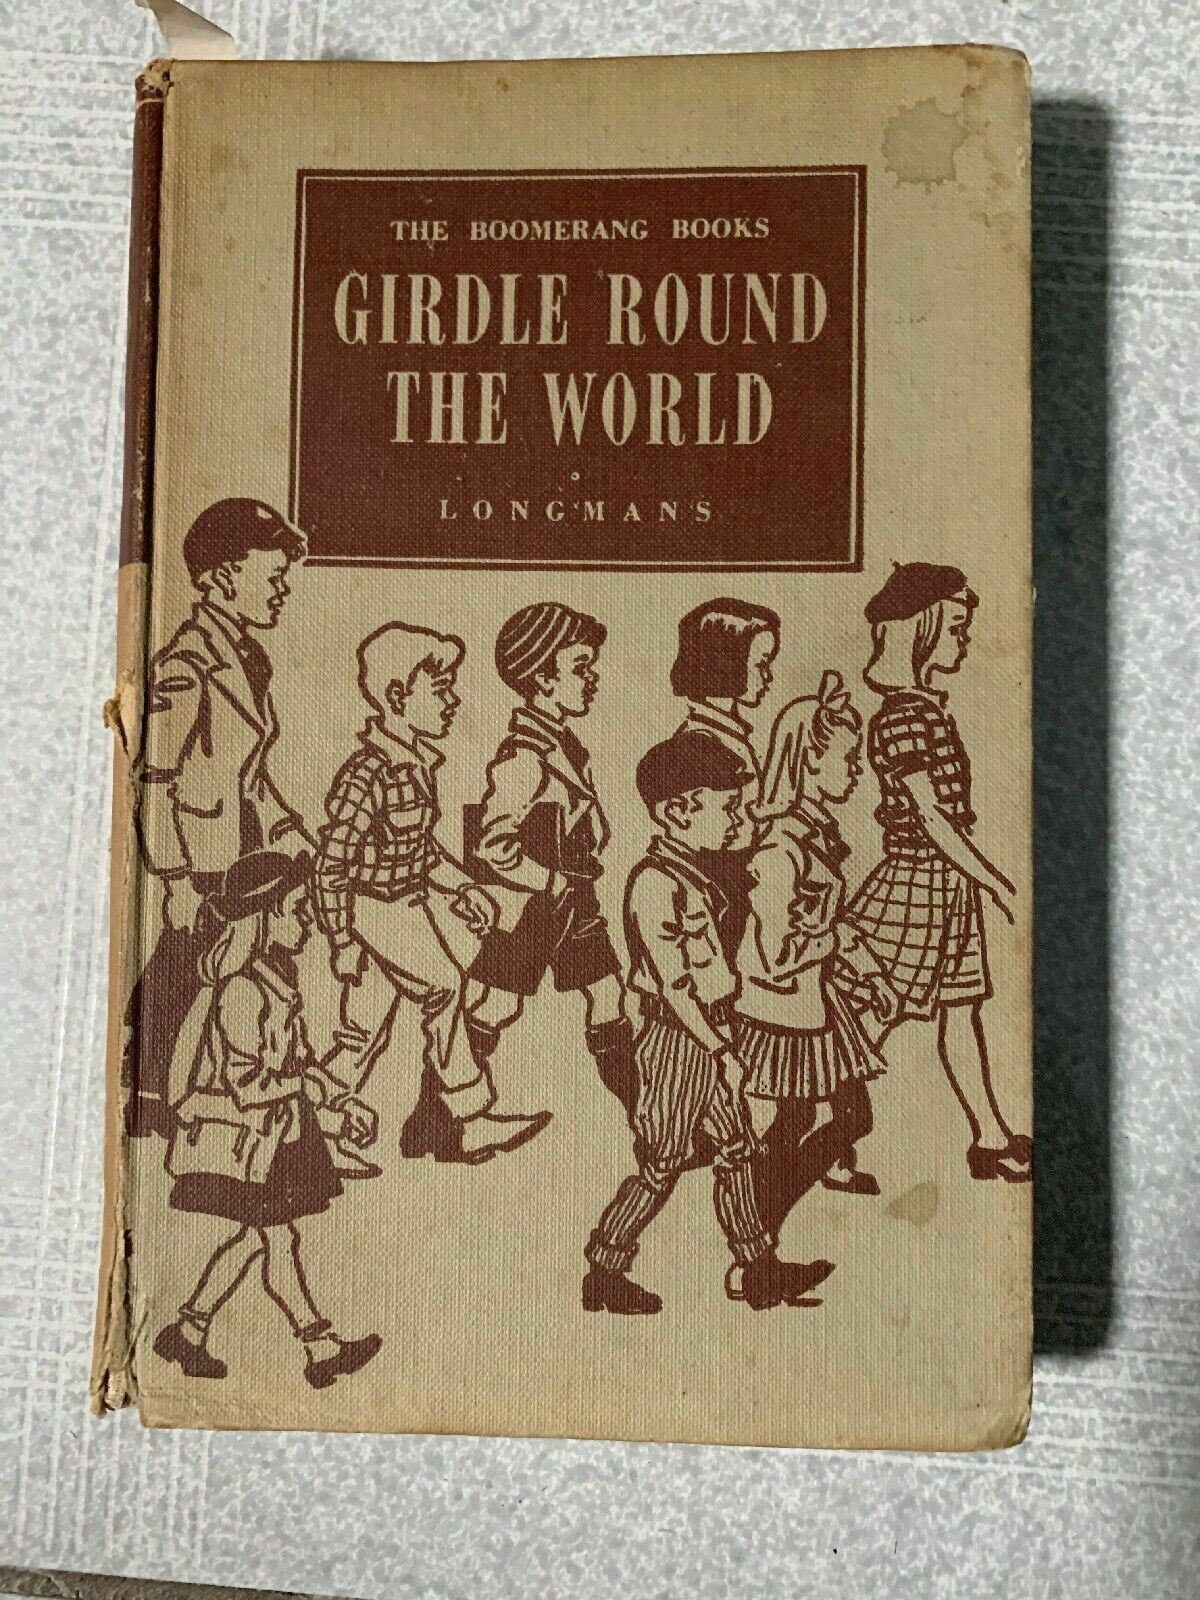 THE BOOMERANG BOOKS
GIRDLE ROUND
THE WORLD
LONGMANS